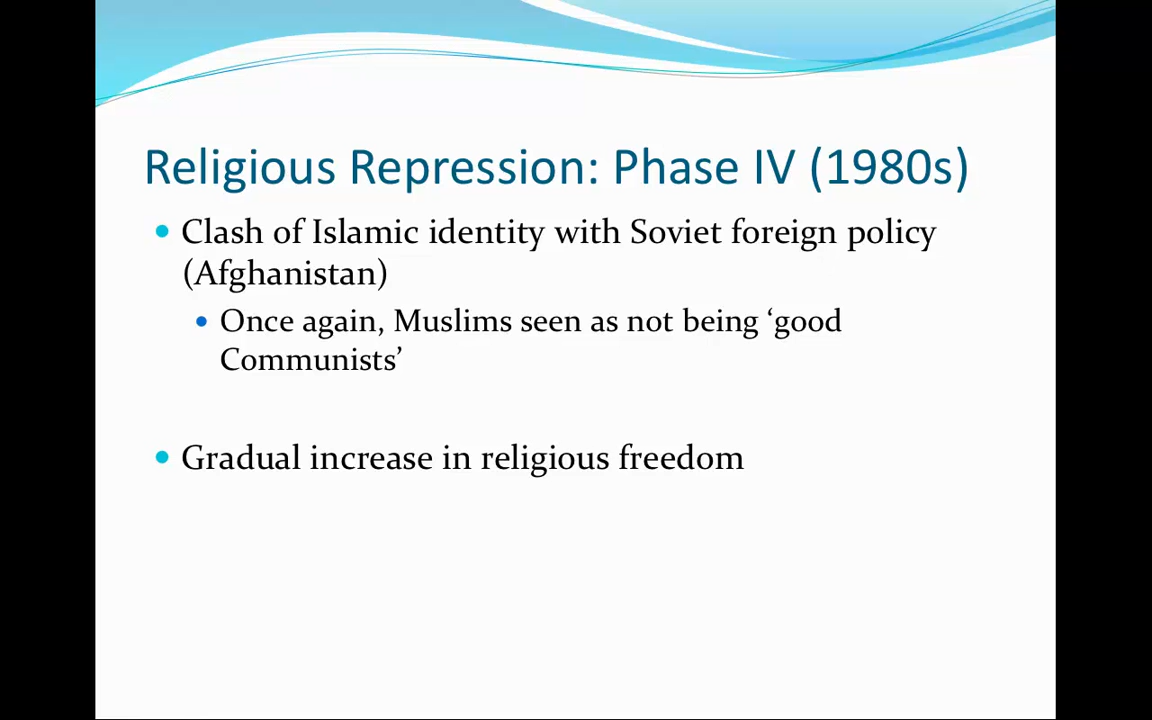 Religious Repression: Phase IV (1980s)
• Clash of Islamic identity with Soviet foreign policy
(Afghanistan)
• Once again, Muslims seen as not being ‘good
Communists’
• Gradual increase in religious freedom